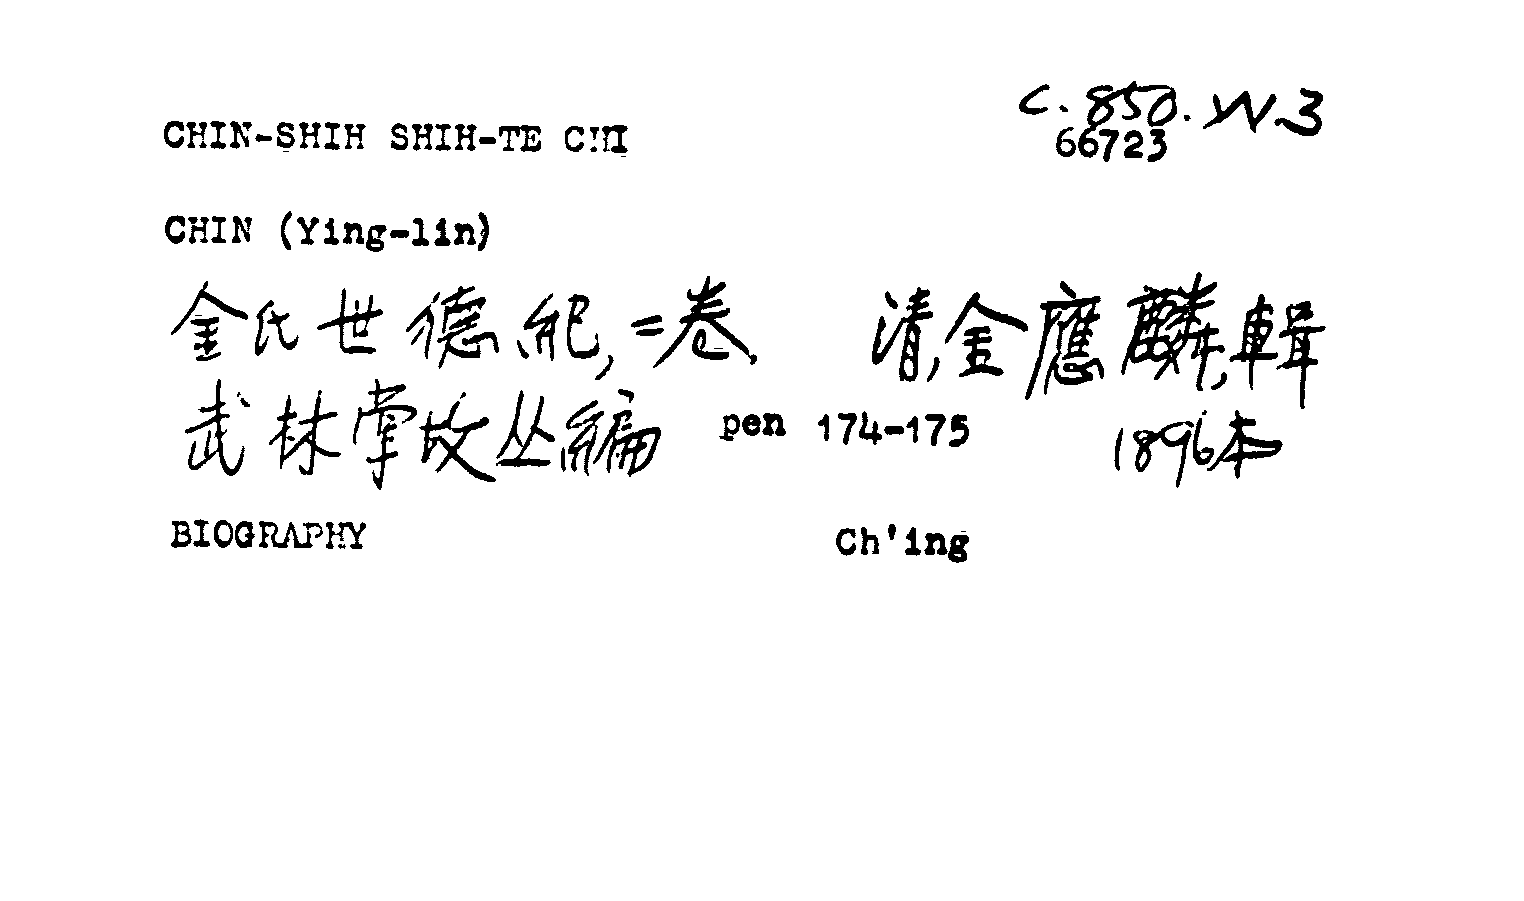 C.850.W.3
CHIN-SHIH SHIH-TE CHI
66723
CHIN (Ying-lin)
金氏世德紀,二卷. 清,金應麟,輯
武林掌故丛編 pen 174-175 1896本
BIOGRAPHY Ch'ing